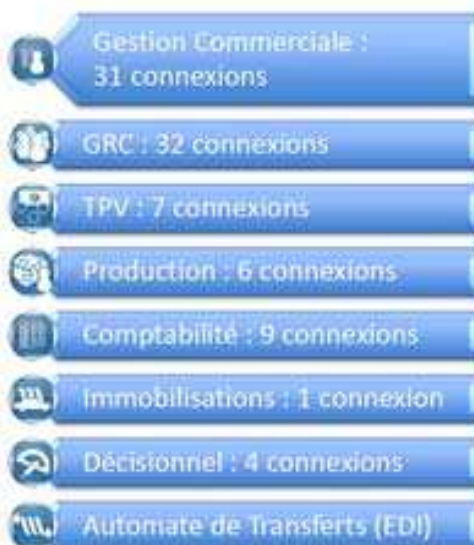 Gestion Commerciale :
31 connexions
GRC : 32 connexions
TPV : 7 connexions
Production : 6 connexions
Comptabilité : 9 connexions
Immobilisations : 1 connexion
Décisionnel : 4 connexions
Automate de Transferts (EDI)